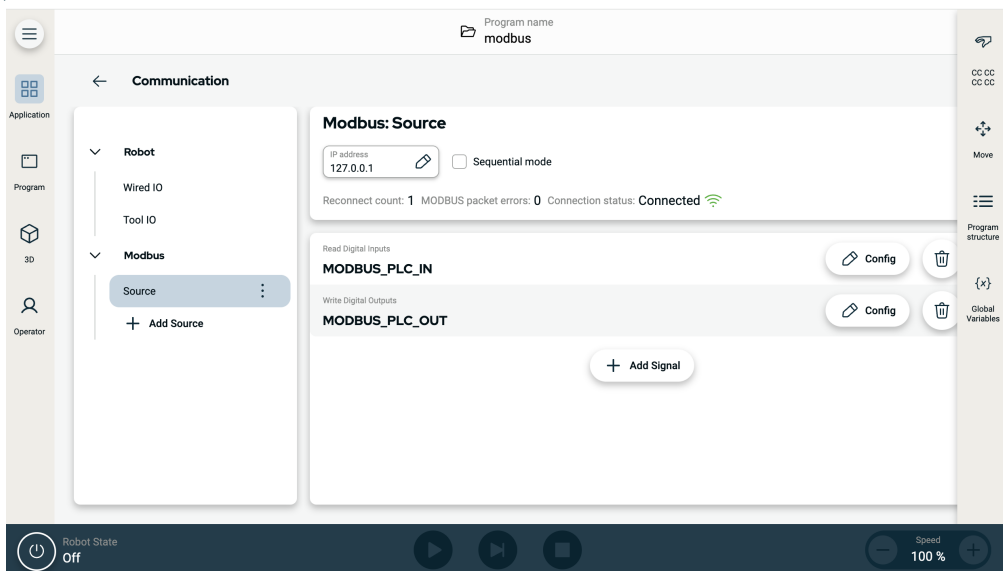 Program name
modbus
CC CC
CC CC
Communication
Application
Modbus: Source
Robot
IP address
127.0.0.1
Sequential mode
Move
Wired IO
Program
Reconnect count: 1 MODBUS packet errors: 0 Connection status: Connected
Tool IO
Program
structure
Read Digital Inputs
MODBUS_PLC_IN
Config
3D
Modbus
{x}
Source
Write Digital Outputs
MODBUS_PLC_OUT
Config
Global
Variables
Add Source
Operator
Add Signal
Robot State
Off
Speed
100 %